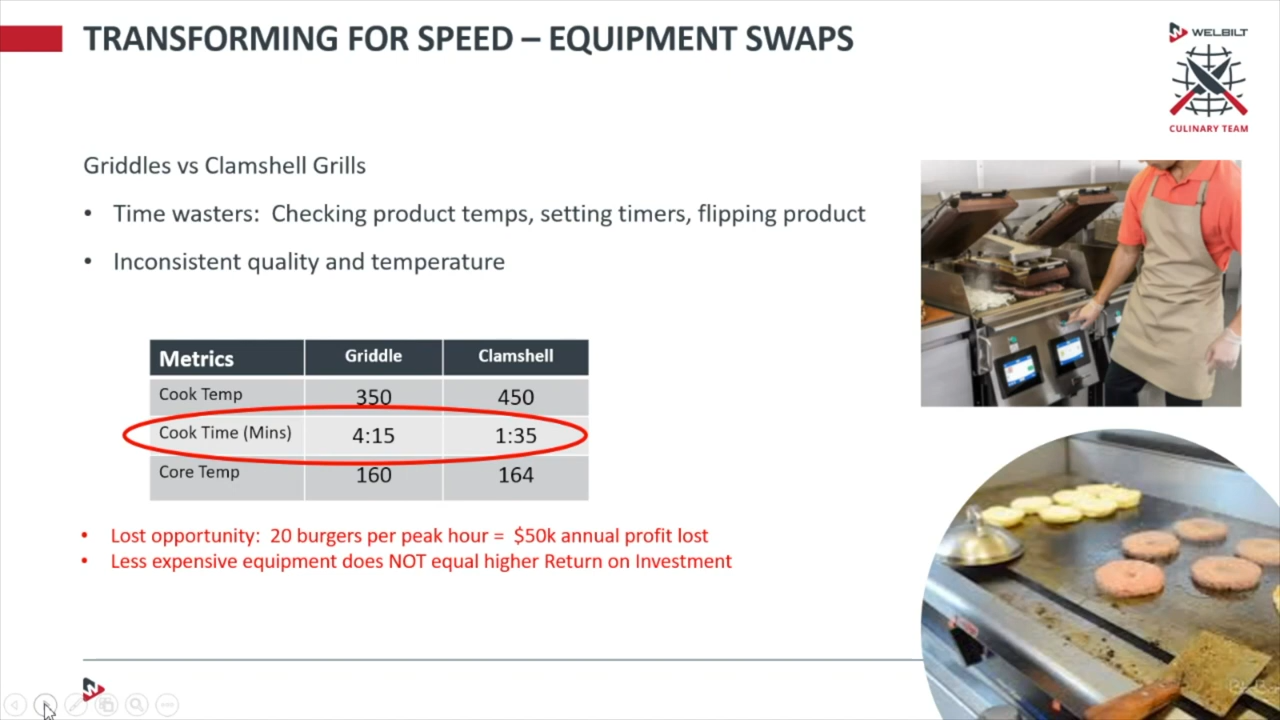 TRANSFORMING FOR SPEED – EQUIPMENT SWAPS
WELBILT
CULINARY TEAM
Griddles vs Clamshell Grills
• Time wasters: Checking product temps, setting timers, flipping product
• Inconsistent quality and temperature
Metrics Griddle Clamshell
Cook Temp 350 450
Cook Time (Mins) 4:15 1:35
Core Temp 160 164
• Lost opportunity: 20 burgers per peak hour = $50k annual profit lost
• Less expensive equipment does NOT equal higher Return on Investment